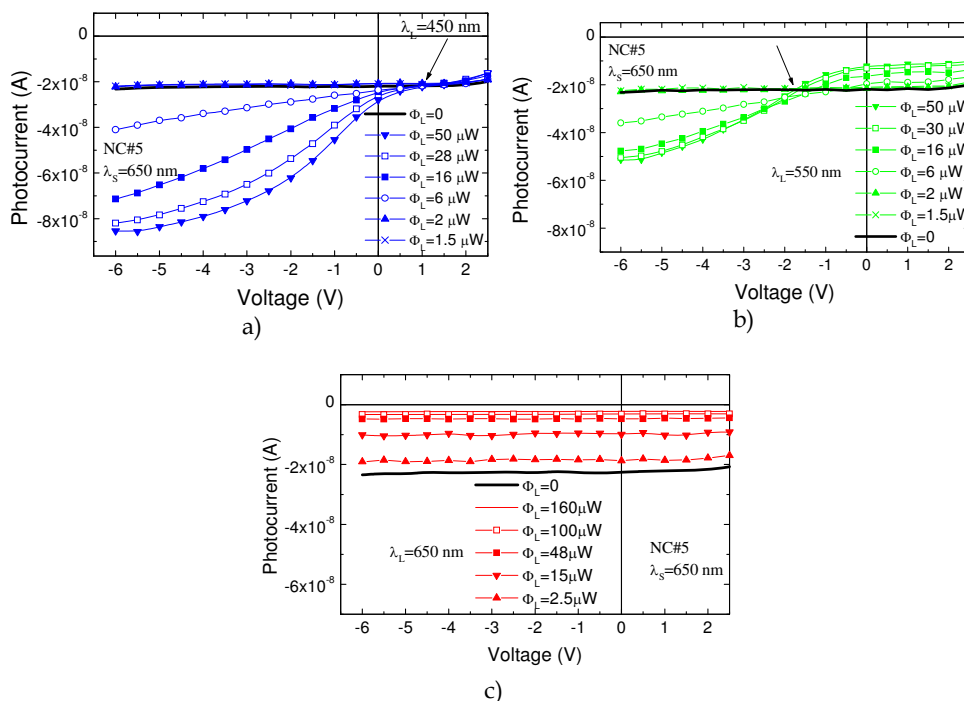 0
-2x10⁻⁸
-4x10⁻⁸
-6x10⁻⁸
-8x10⁻⁸
Photocurrent (A)
λL=450 nm
NC#5
λS=650 nm
ΦL=0
ΦL=50 μW
ΦL=28 μW
ΦL=16 μW
ΦL=6 μW
ΦL=2 μW
ΦL=1.5 μW
-6 -5 -4 -3 -2 -1 0 1 2
Voltage (V)
a)
0
-2x10⁻⁸
-4x10⁻⁸
-6x10⁻⁸
-8x10⁻⁸
Photocurrent (A)
NC#5
λS=650 nm
λL=550 nm
ΦL=50 μW
ΦL=30 μW
ΦL=16 μW
ΦL=6 μW
ΦL=2 μW
ΦL=1.5μW
ΦL=0
-6 -5 -4 -3 -2 -1 0 1 2
Voltage (V)
b)
0
-2x10⁻⁸
-4x10⁻⁸
-6x10⁻⁸
Photocurrent (A)
λL=650 nm
ΦL=0
ΦL=160μW
ΦL=100μW
ΦL=48μW
ΦL=15μW
ΦL=2.5μW
NC#5
λS=650 nm
-6 -5 -4 -3 -2 -1 0 1 2
Voltage (V)
c)